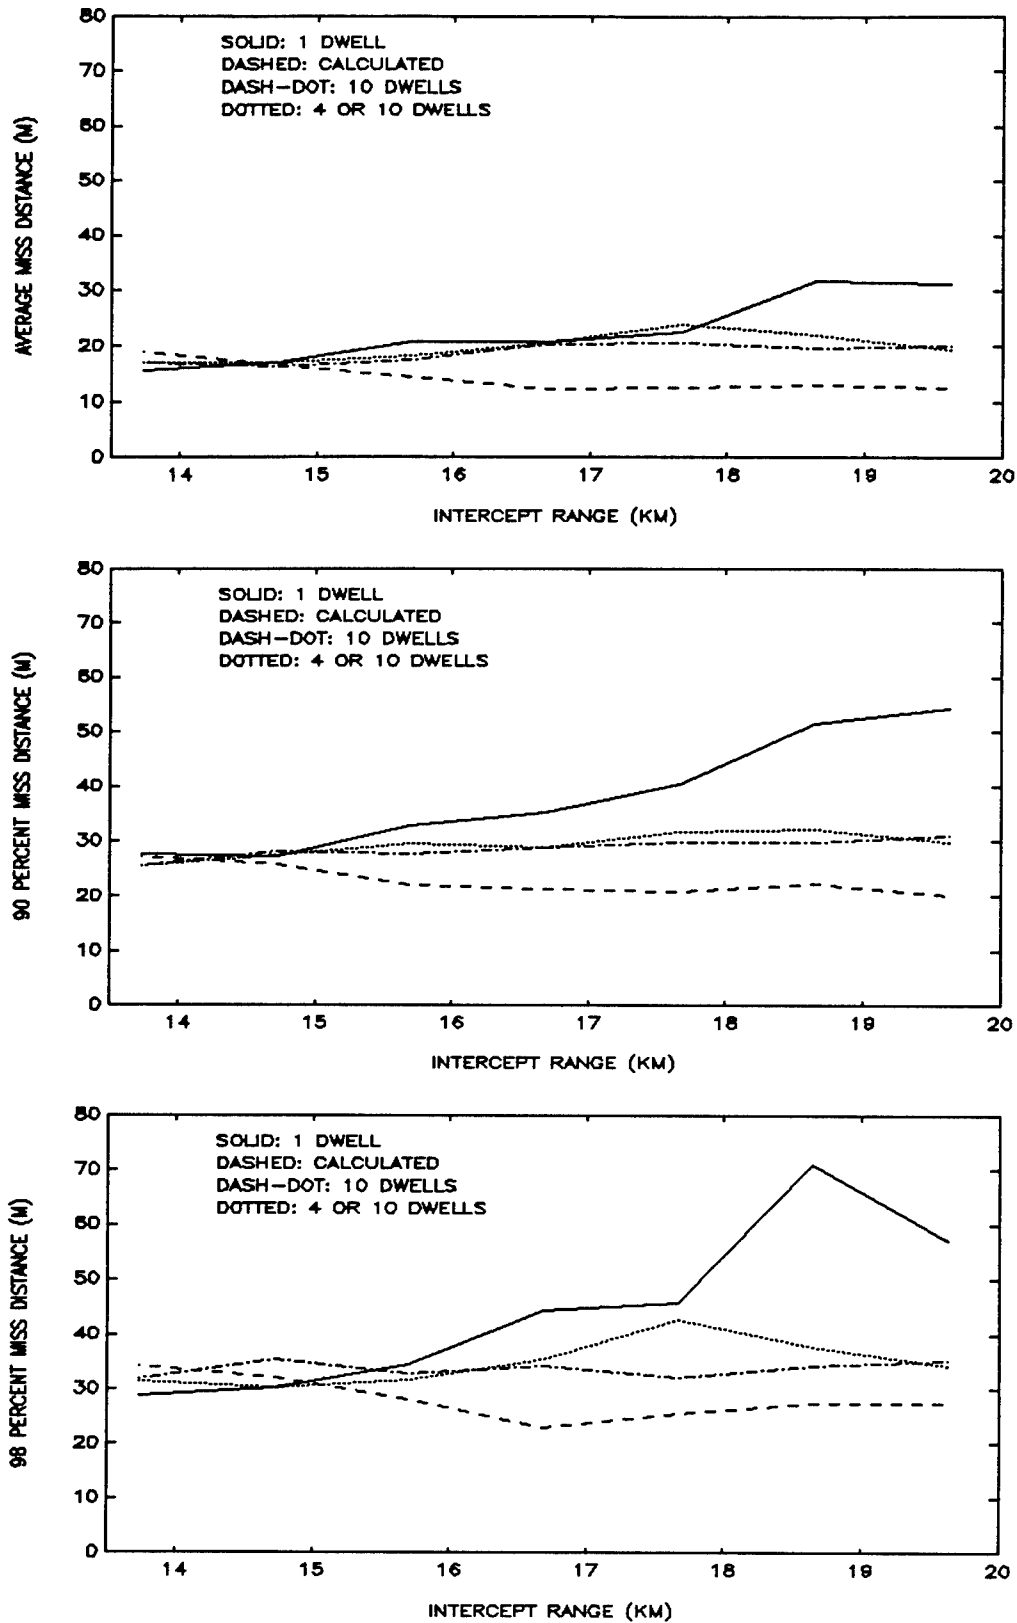 80
70
60
50
40
30
20
10
0
AVERAGE MISS DISTANCE (M)
SOLID: 1 DWELL
DASHED: CALCULATED
DASH-DOT: 10 DWELLS
DOTTED: 4 OR 10 DWELLS
14 15 16 17 18 19 20
INTERCEPT RANGE (KM)
80
70
60
50
40
30
20
10
0
90 PERCENT MISS DISTANCE (M)
SOLID: 1 DWELL
DASHED: CALCULATED
DASH-DOT: 10 DWELLS
DOTTED: 4 OR 10 DWELLS
14 15 16 17 18 19 20
INTERCEPT RANGE (KM)
80
70
60
50
40
30
20
10
0
98 PERCENT MISS DISTANCE (M)
SOLID: 1 DWELL
DASHED: CALCULATED
DASH-DOT: 10 DWELLS
DOTTED: 4 OR 10 DWELLS
14 15 16 17 18 19 20
INTERCEPT RANGE (KM)